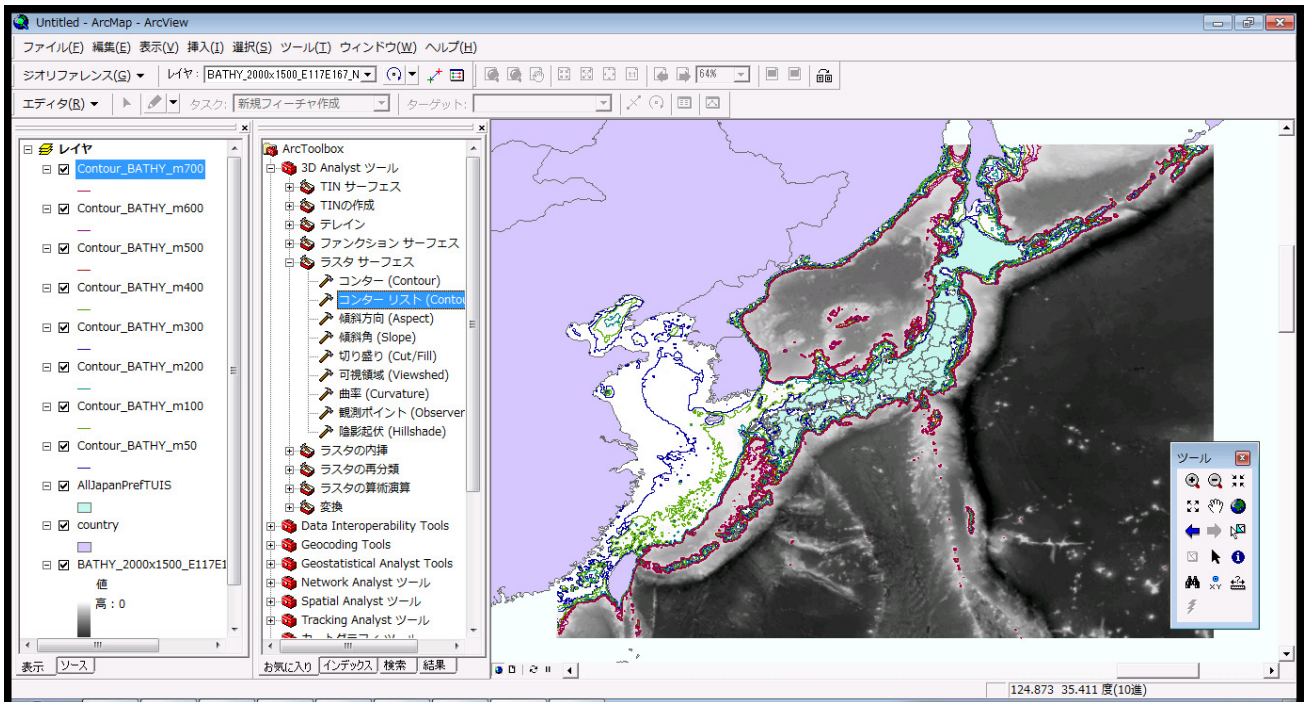 Untitled - ArcMap - ArcView
ファイル(F) 編集(E) 表示(V) 挿入(I) 選択(S) ツール(T) ウィンドウ(W) ヘルプ(H)
ジオリファレンス(G) レイヤ: BATHY_2000x1500_E117E167_N 64%
エディタ(R) タスク: 新規フィーチャ作成 ターゲット:
レイヤ
Contour_BATHY_m700
Contour_BATHY_m600
Contour_BATHY_m500
Contour_BATHY_m400
Contour_BATHY_m300
Contour_BATHY_m200
Contour_BATHY_m100
Contour_BATHY_m50
AllJapanPrefTUIS
country
BATHY_2000x1500_E117E1
値
高 : 0
表示 ソース
ArcToolbox
3D Analyst ツール
TIN サーフェス
TINの作成
テレイン
ファンクション サーフェス
ラスタ サーフェス
コンター (Contour)
コンター リスト (Contou
傾斜方向 (Aspect)
傾斜角 (Slope)
切り盛り (Cut/Fill)
可視領域 (Viewshed)
曲率 (Curvature)
観測ポイント (Observer
陰影起伏 (Hillshade)
ラスタの内挿
ラスタの再分類
ラスタの算術演算
変換
Data Interoperability Tools
Geocoding Tools
Geostatistical Analyst Tools
Network Analyst ツール
Spatial Analyst ツール
Tracking Analyst ツール
お気に入り インデックス 検索 結果
ツール
124.873 35.411 度(10進)